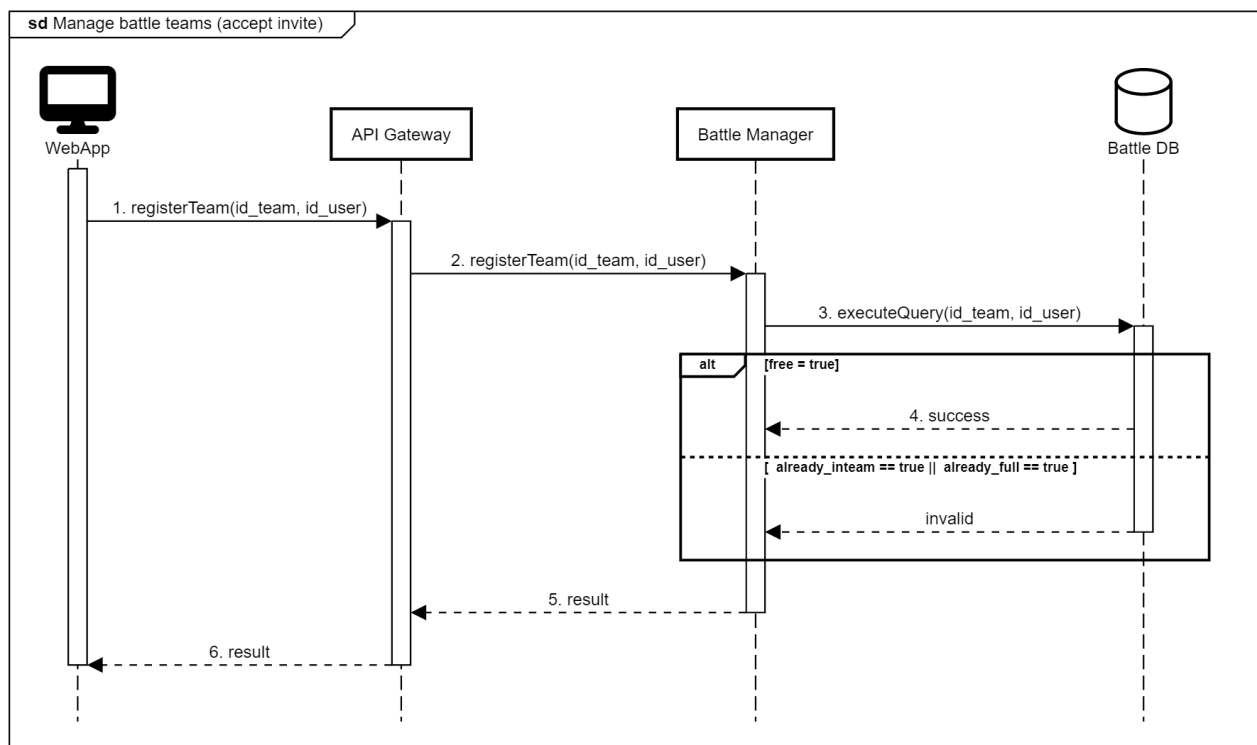 sd Manage battle teams (accept invite)
WebApp
API Gateway
Battle Manager
Battle DB
1. registerTeam(id_team, id_user)
2. registerTeam(id_team, id_user)
3. executeQuery(id_team, id_user)
alt
[free = true]
4. success
[ already_inteam == true || already_full == true ]
invalid
5. result
6. result